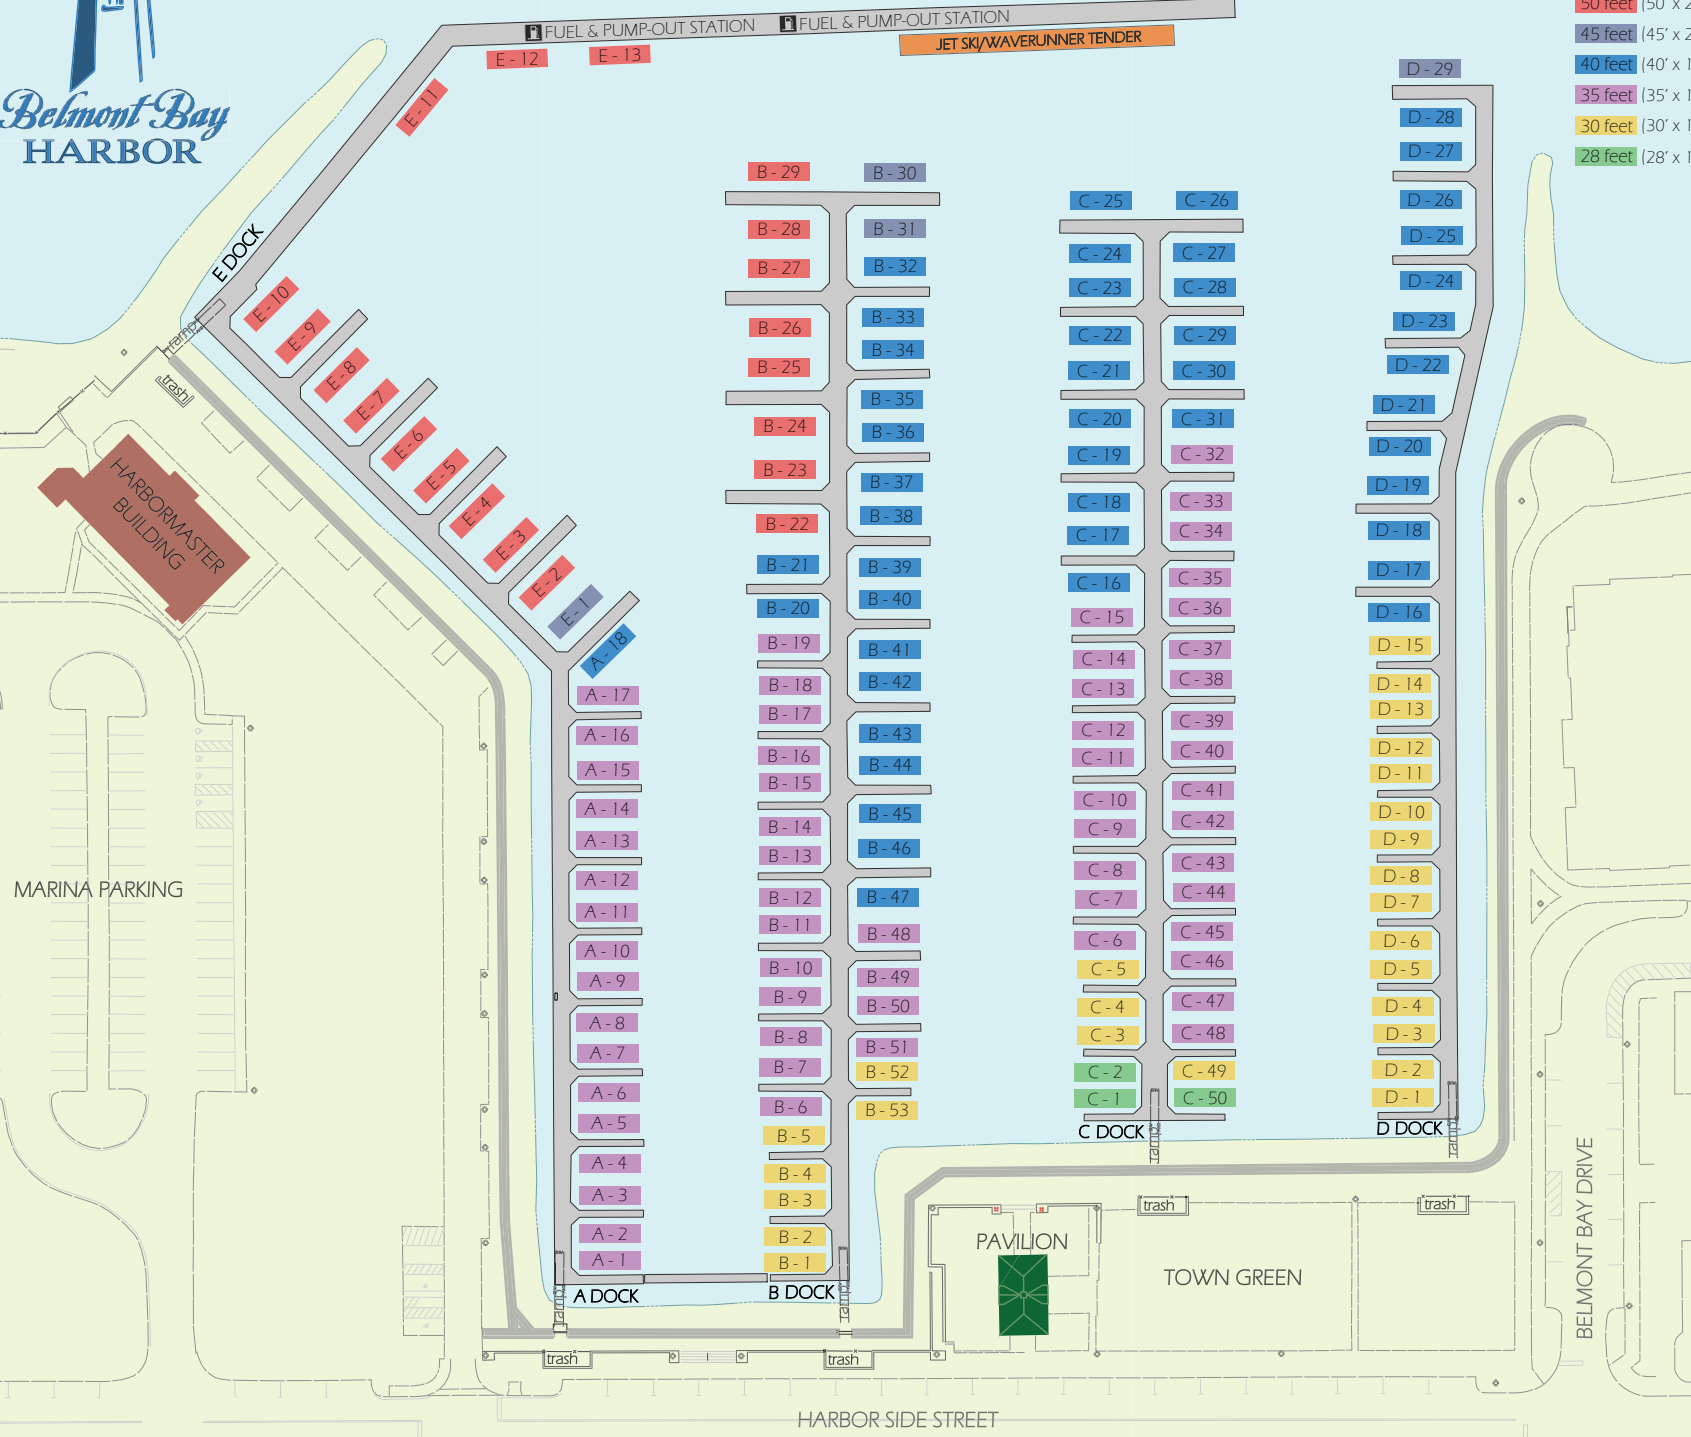 Belmont Bay
HARBOR
FUEL & PUMP-OUT STATION
FUEL & PUMP-OUT STATION
JET SKI/WAVERUNNER TENDER
50 feet (50' x 2
45 feet (45' x 2
40 feet (40' x 1
35 feet (35' x 1
30 feet (30' x 1
28 feet (28' x 1
E DOCK
ramp
trash
HARBORMASTER
BUILDING
MARINA PARKING
E - 13
E - 12
E - 11
E - 10
E - 9
E - 8
E - 7
E - 6
E - 5
E - 4
E - 3
E - 2
E - 1
A - 18
A - 17
A - 16
A - 15
A - 14
A - 13
A - 12
A - 11
A - 10
A - 9
A - 8
A - 7
A - 6
A - 5
A - 4
A - 3
A - 2
A - 1
A DOCK
ramp
B - 29
B - 28
B - 27
B - 26
B - 25
B - 24
B - 23
B - 22
B - 21
B - 20
B - 19
B - 18
B - 17
B - 16
B - 15
B - 14
B - 13
B - 12
B - 11
B - 10
B - 9
B - 8
B - 7
B - 6
B - 5
B - 4
B - 3
B - 2
B - 1
B DOCK
ramp
B - 30
B - 31
B - 32
B - 33
B - 34
B - 35
B - 36
B - 37
B - 38
B - 39
B - 40
B - 41
B - 42
B - 43
B - 44
B - 45
B - 46
B - 47
B - 48
B - 49
B - 50
B - 51
B - 52
B - 53
C - 25
C - 24
C - 23
C - 22
C - 21
C - 20
C - 19
C - 18
C - 17
C - 16
C - 15
C - 14
C - 13
C - 12
C - 11
C - 10
C - 9
C - 8
C - 7
C - 6
C - 5
C - 4
C - 3
C - 2
C - 1
C DOCK
ramp
C - 26
C - 27
C - 28
C - 29
C - 30
C - 31
C - 32
C - 33
C - 34
C - 35
C - 36
C - 37
C - 38
C - 39
C - 40
C - 41
C - 42
C - 43
C - 44
C - 45
C - 46
C - 47
C - 48
C - 49
C - 50
D - 29
D - 28
D - 27
D - 26
D - 25
D - 24
D - 23
D - 22
D - 21
D - 20
D - 19
D - 18
D - 17
D - 16
D - 15
D - 14
D - 13
D - 12
D - 11
D - 10
D - 9
D - 8
D - 7
D - 6
D - 5
D - 4
D - 3
D - 2
D - 1
D DOCK
ramp
trash
trash
PAVILION
TOWN GREEN
BELMONT BAY DRIVE
trash
trash
HARBOR SIDE STREET